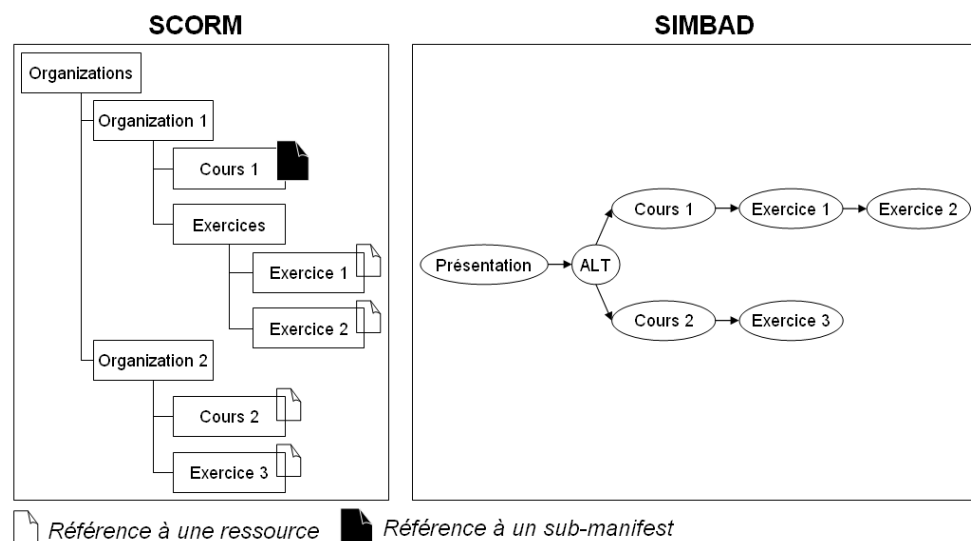 SCORM
Organizations
Organization 1
Cours 1
Exercices
Exercice 1
Exercice 2
Organization 2
Cours 2
Exercice 3
SIMBAD
Présentation
ALT
Cours 1
Exercice 1
Exercice 2
Cours 2
Exercice 3
Référence à une ressource
Référence à un sub-manifest